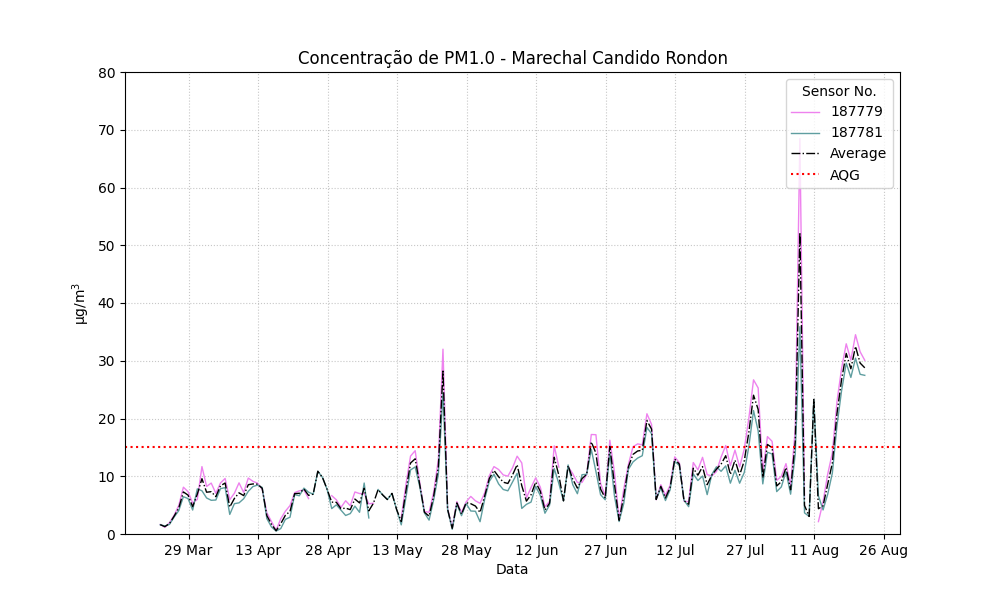 Concentração de PM1.0 - Marechal Candido Rondon
80
70
60
50
40
30
20
10
0
µg/m³
Sensor No.
187779
187781
Average
AQG
29 Mar 13 Apr 28 Apr 13 May 28 May 12 Jun 27 Jun 12 Jul 27 Jul 11 Aug 26 Aug
Data